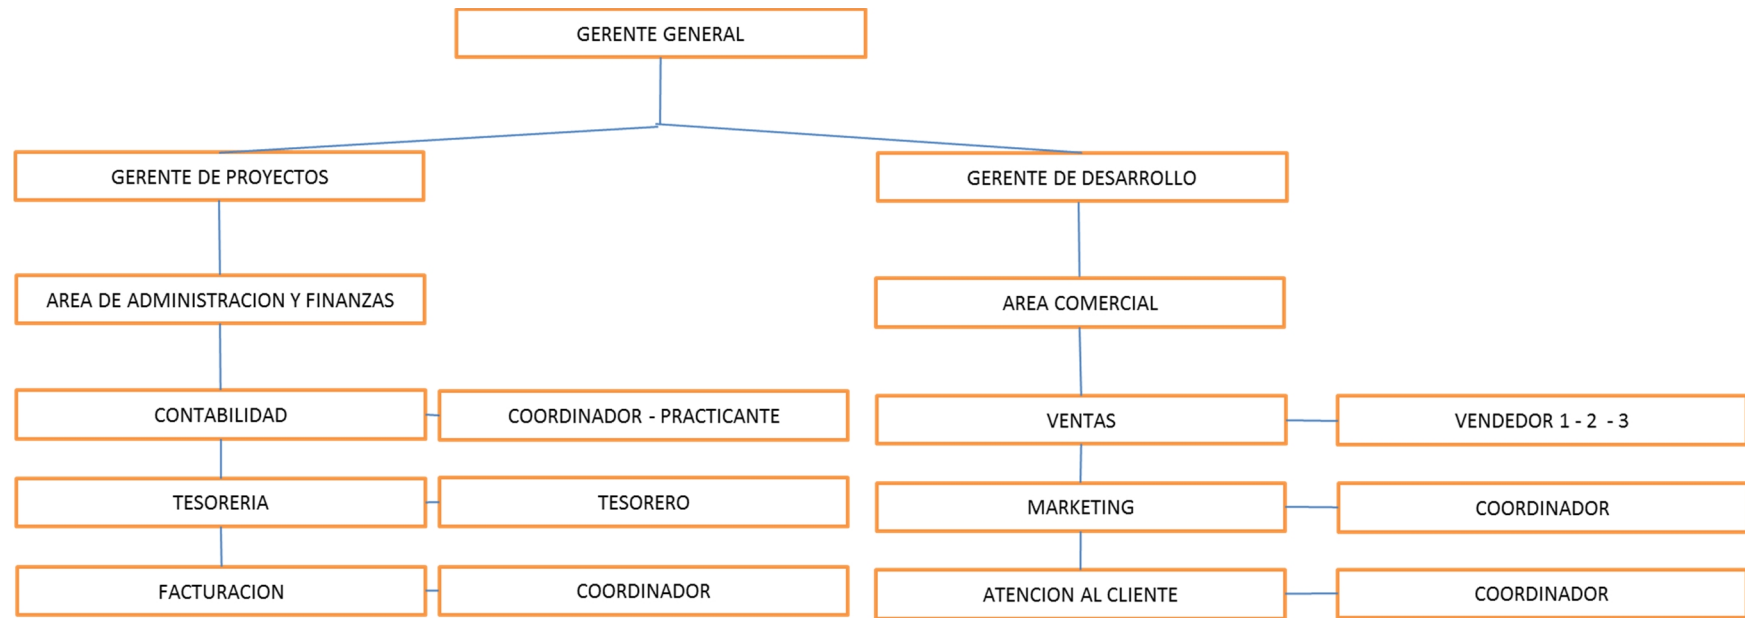 GERENTE GENERAL
GERENTE DE PROYECTOS
GERENTE DE DESARROLLO
AREA DE ADMINISTRACION Y FINANZAS
AREA COMERCIAL
CONTABILIDAD
COORDINADOR - PRACTICANTE
VENTAS
VENDEDOR 1 - 2 - 3
TESORERIA
TESORERO
MARKETING
COORDINADOR
FACTURACION
COORDINADOR
ATENCION AL CLIENTE
COORDINADOR